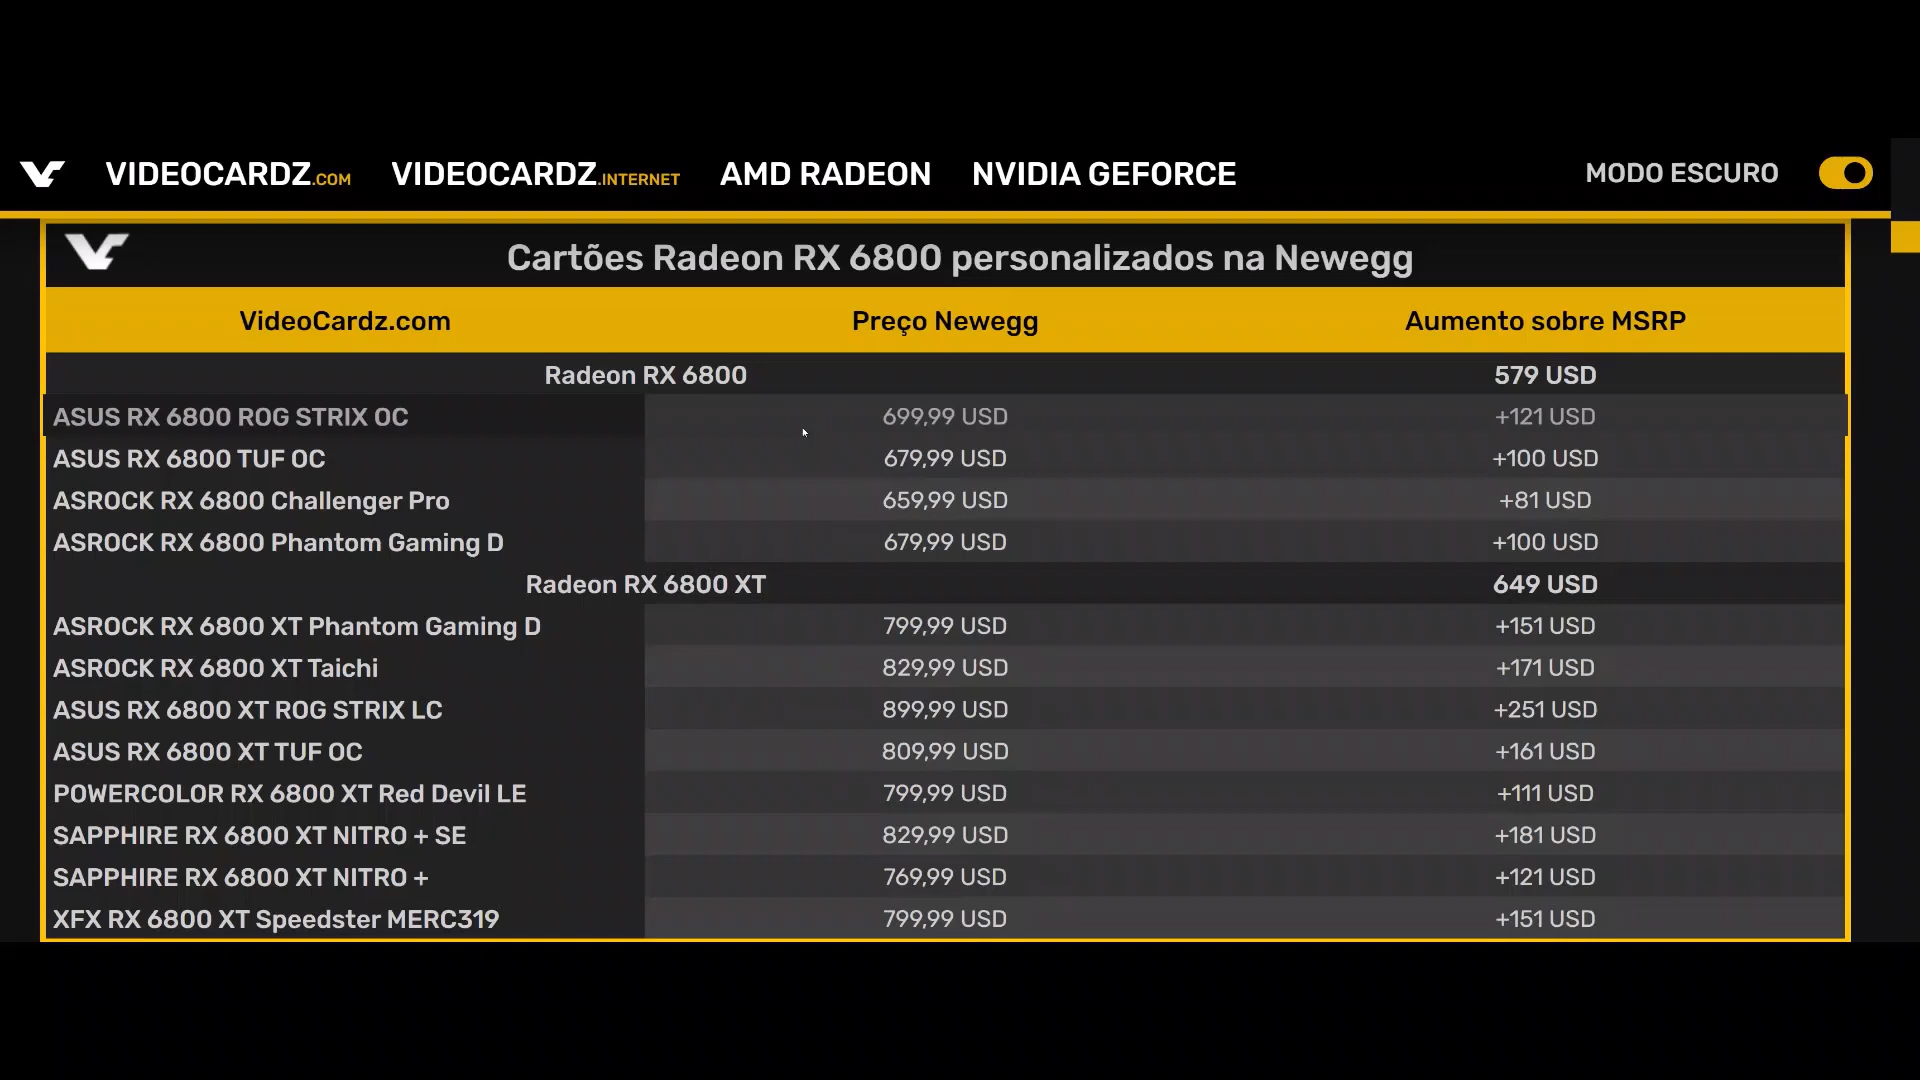 VIDEOCARDZ.COM VIDEOCARDZ.INTERNET AMD RADEON NVIDIA GEFORCE MODO ESCURO
Cartões Radeon RX 6800 personalizados na Newegg
VideoCardz.com Preço Newegg Aumento sobre MSRP
Radeon RX 6800 579 USD
ASUS RX 6800 ROG STRIX OC 699,99 USD +121 USD
ASUS RX 6800 TUF OC 679,99 USD +100 USD
ASROCK RX 6800 Challenger Pro 659,99 USD +81 USD
ASROCK RX 6800 Phantom Gaming D 679,99 USD +100 USD
Radeon RX 6800 XT 649 USD
ASROCK RX 6800 XT Phantom Gaming D 799,99 USD +151 USD
ASROCK RX 6800 XT Taichi 829,99 USD +171 USD
ASUS RX 6800 XT ROG STRIX LC 899,99 USD +251 USD
ASUS RX 6800 XT TUF OC 809,99 USD +161 USD
POWERCOLOR RX 6800 XT Red Devil LE 799,99 USD +111 USD
SAPPHIRE RX 6800 XT NITRO + SE 829,99 USD +181 USD
SAPPHIRE RX 6800 XT NITRO + 769,99 USD +121 USD
XFX RX 6800 XT Speedster MERC319 799,99 USD +151 USD